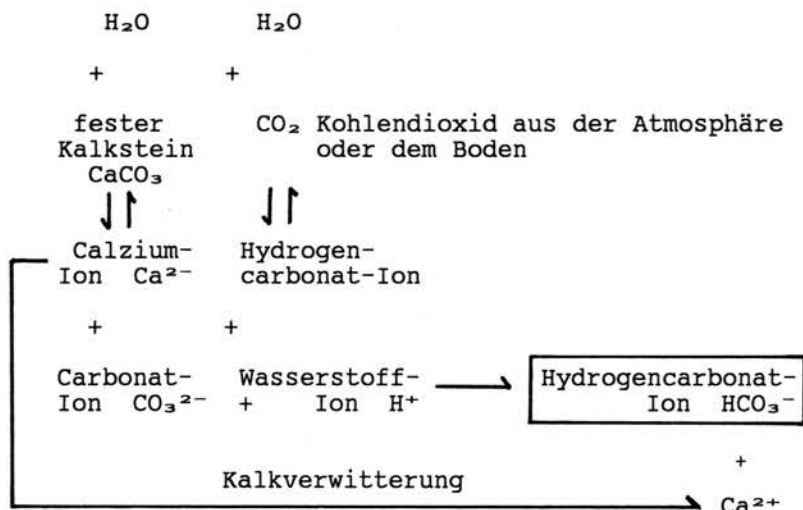 H₂O H₂O
+ +
fester CO₂ Kohlendioxid aus der Atmosphäre
Kalkstein oder dem Boden
CaCO₃
Calzium- Hydrogen-
Ion Ca²⁻ carbonat-Ion
+ +
Carbonat- Wasserstoff- Hydrogencarbonat-
Ion CO₃²⁻ + Ion H⁺ Ion HCO₃⁻
+
Kalkverwitterung
Ca²⁺